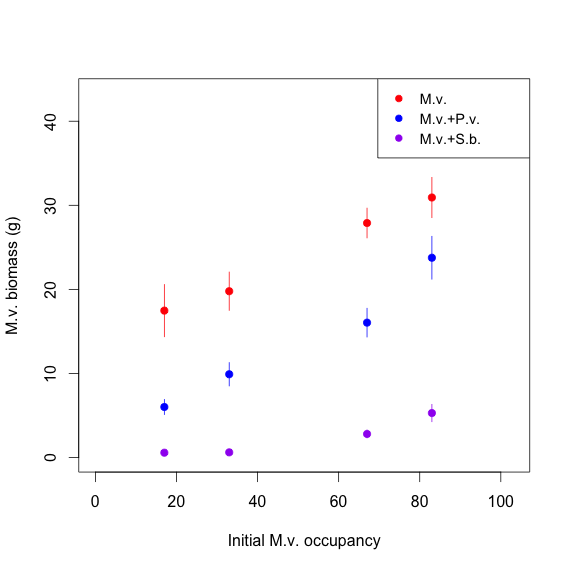 M.v.
M.v.+P.v.
M.v.+S.b.
M.v. biomass (g)
40
30
20
10
0
0 20 40 60 80 100
Initial M.v. occupancy